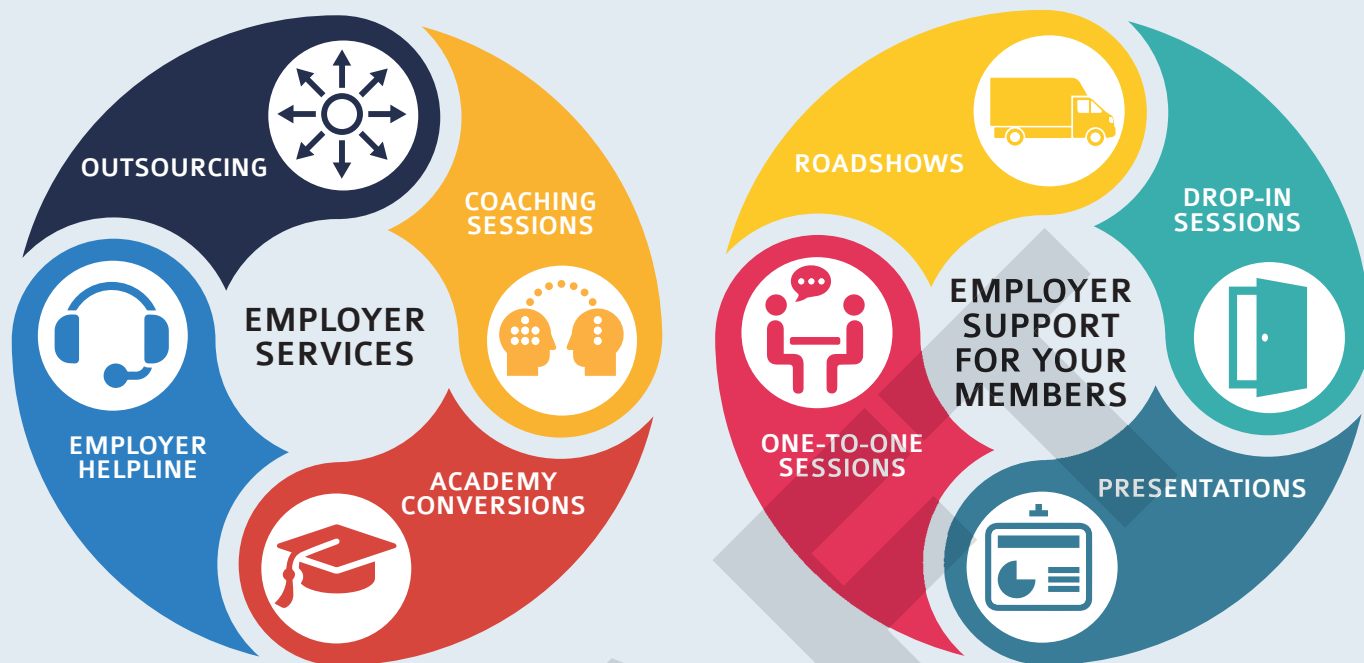 OUTSOURCING
COACHING
SESSIONS
EMPLOYER
SERVICES
EMPLOYER
HELPLINE
ACADEMY
CONVERSIONS
ROADSHOWS
DROP-IN
SESSIONS
EMPLOYER
SUPPORT
FOR YOUR
MEMBERS
ONE-TO-ONE
SESSIONS
PRESENTATIONS